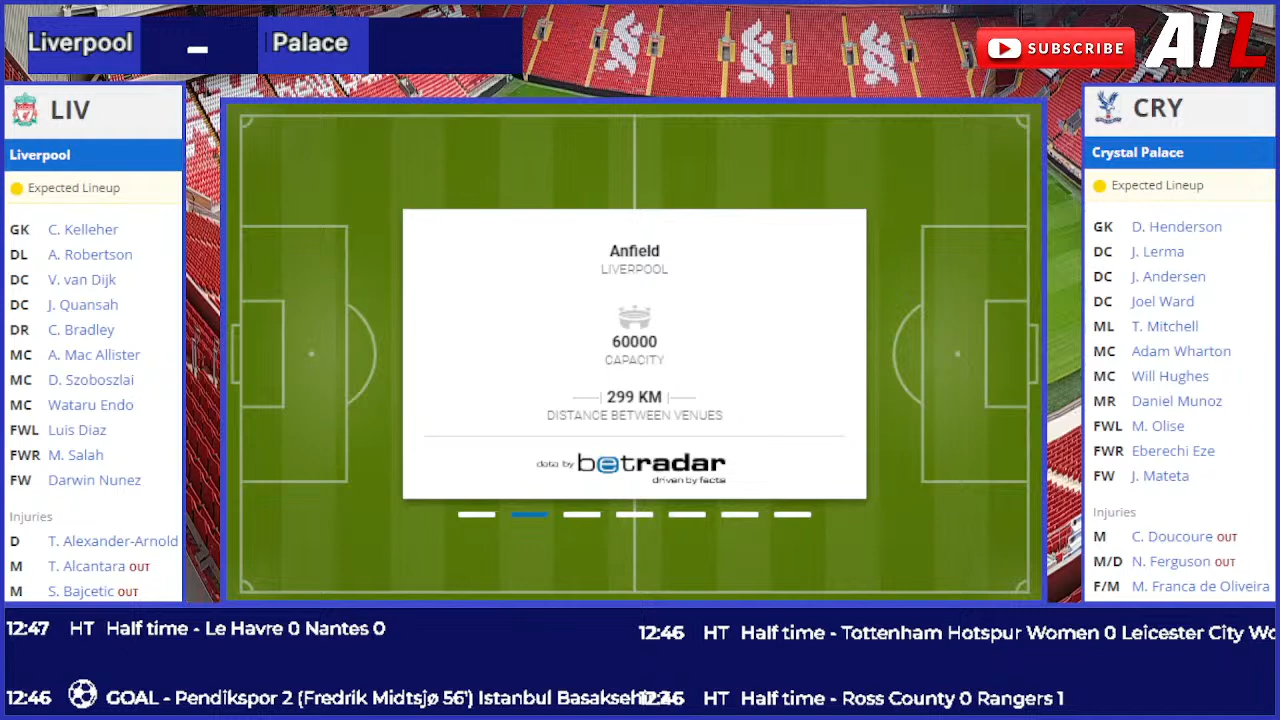 Liverpool - Palace
SUBSCRIBE
AIL
LIV
Liverpool
Expected Lineup
GK C. Kelleher
DL A. Robertson
DC V. van Dijk
DC J. Quansah
DR C. Bradley
MC A. Mac Allister
MC D. Szoboszlai
MC Wataru Endo
FWL Luis Diaz
FWR M. Salah
FW Darwin Nunez
Injuries
D T. Alexander-Arnold
M T. Alcantara OUT
M S. Bajcetic OUT
Anfield
LIVERPOOL
60000
CAPACITY
299 KM
DISTANCE BETWEEN VENUES
data by betradar
driven by facts
CRY
Crystal Palace
Expected Lineup
GK D. Henderson
DC J. Lerma
DC J. Andersen
DC Joel Ward
ML T. Mitchell
MC Adam Wharton
MC Will Hughes
MR Daniel Munoz
FWL M. Olise
FWR Eberechi Eze
FW J. Mateta
Injuries
M C. Doucoure OUT
M/D N. Ferguson OUT
F/M M. Franca de Oliveira
12:47 HT Half time - Le Havre 0 Nantes 0
12:46 HT Half time - Tottenham Hotspur Women 0 Leicester City Wo
12:46 GOAL - Pendikspor 2 (Fredrik Midtsjø 56') Istanbul Basaksehi
12:46 HT Half time - Ross County 0 Rangers 1